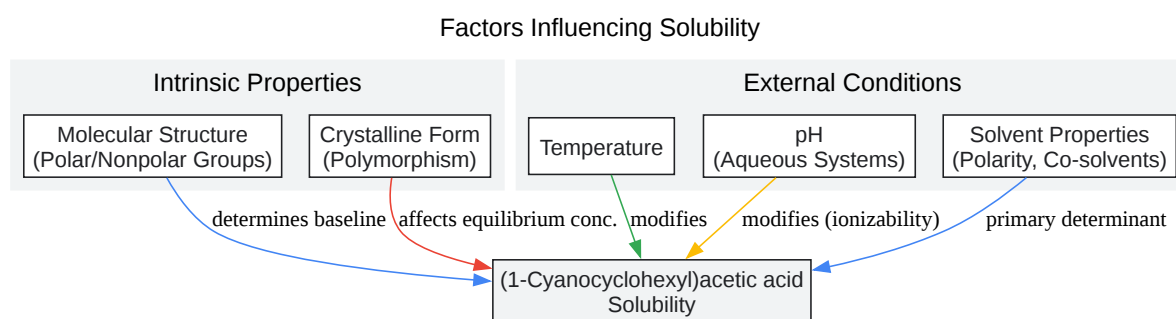 Factors Influencing Solubility
Intrinsic Properties
External Conditions
Molecular Structure
(Polar/Nonpolar Groups)
Crystalline Form
(Polymorphism)
Temperature
pH
(Aqueous Systems)
Solvent Properties
(Polarity, Co-solvents)
determines baseline
affects equilibrium conc.
modifies
modifies (ionizability)
primary determinant
(1-Cyanocyclohexyl)acetic acid
Solubility